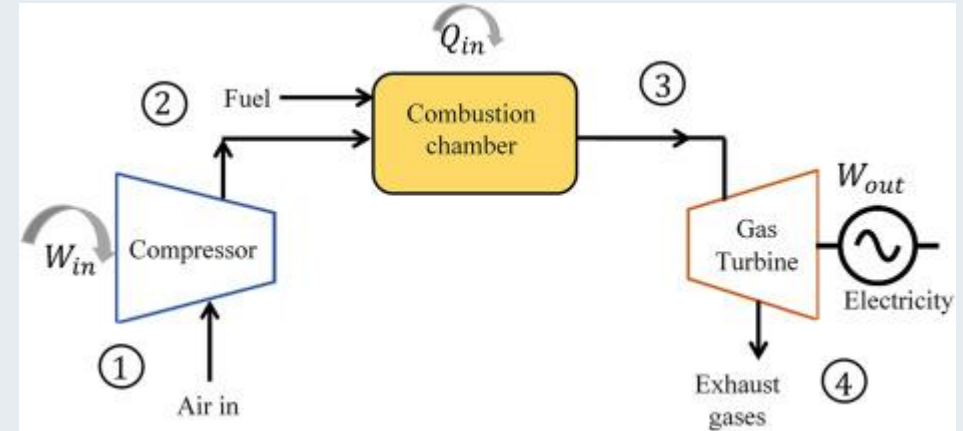 Q_in
②
Fuel
Combustion
chamber
③
W_in
Compressor
W_out
Gas
Turbine
Electricity
①
Air in
Exhaust
gases
④